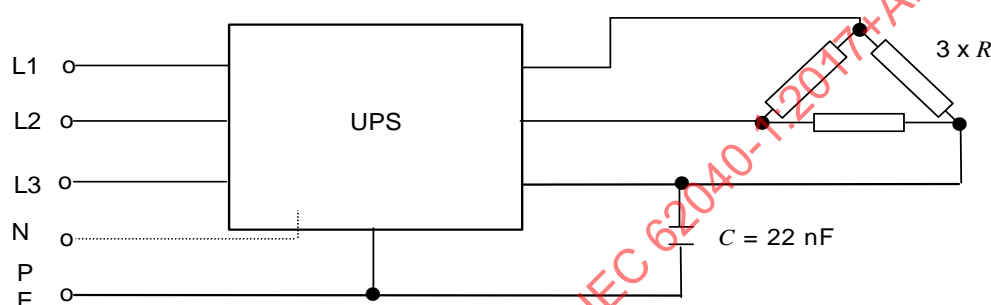 L1 o
L2 o
L3 o
N o
P
E o
UPS
3 x R
C = 22 nF
IEC 62040-1:2017+A